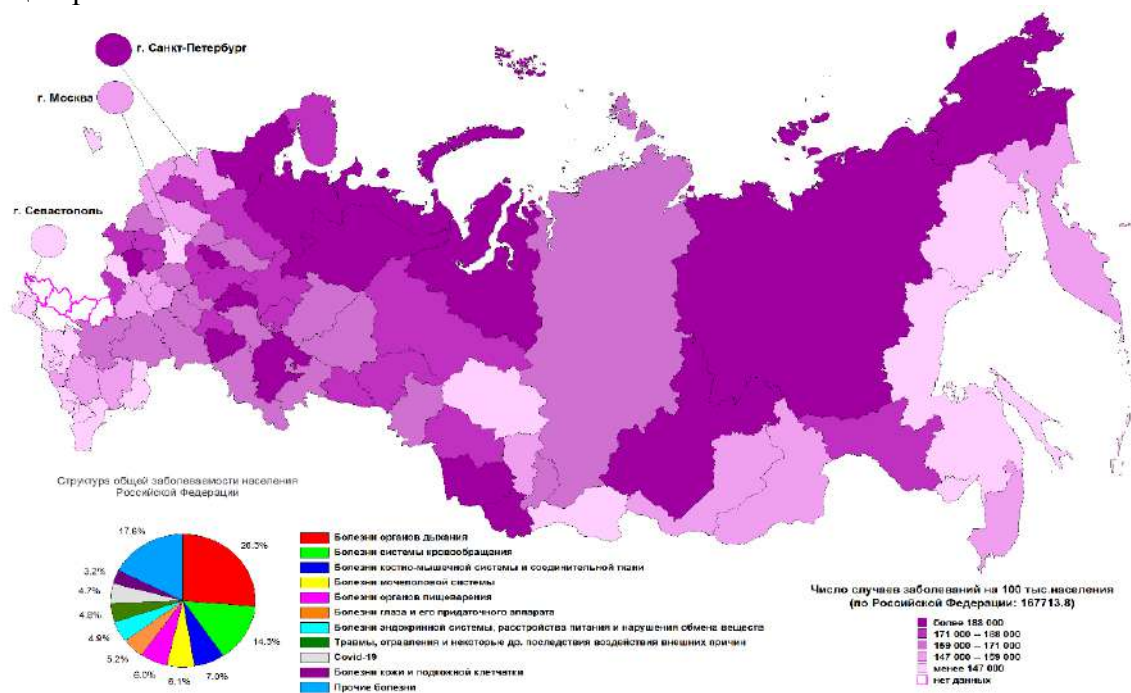 г. Санкт-Петербург
г. Москва
г. Севастополь
Структура общей заболеваемости населения
Российской Федерации
17.6%
3.2%
4.7%
4.8%
4.9%
5.2%
6.0%
6.1%
7.0%
14.5%
26.3%
Болезни органов дыхания
Болезни системы кровообращения
Болезни костно-мышечной системы и соединительной ткани
Болезни мочеполовой системы
Болезни органов пищеварения
Болезни глаза и его придаточного аппарата
Болезни эндокринной системы, расстройства питания и нарушения обмена веществ
Травмы, отравления и некоторые др. последствия воздействия внешних причин
Covid-19
Болезни кожи и подкожной клетчатки
Прочие болезни
Число случаев заболеваний на 100 тыс.населения
(по Российской Федерации: 167713.8)
более 188 000
171 000 – 188 000
159 000 – 171 000
147 000 – 159 000
менее 147 000
нет данных